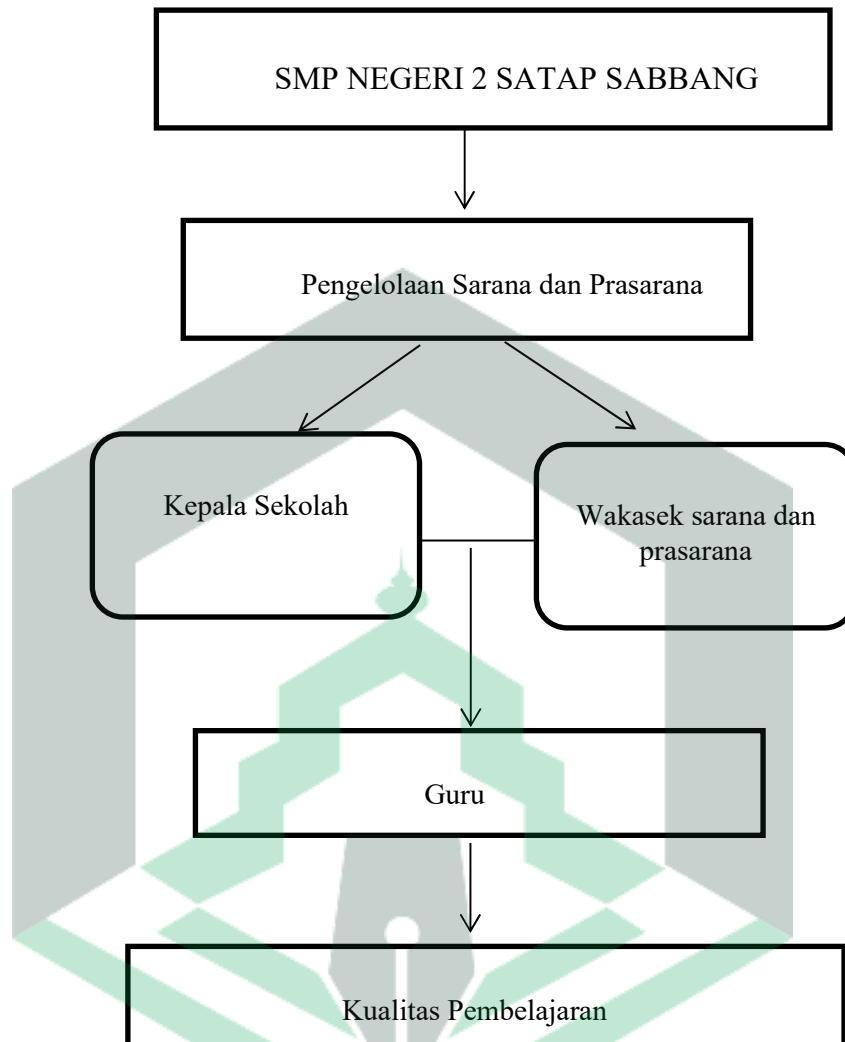 SMP NEGERI 2 SATAP SABBANG
Pengelolaan Sarana dan Prasarana
Kepala Sekolah
Wakasek sarana dan
prasarana
Guru
Kualitas Pembelajaran